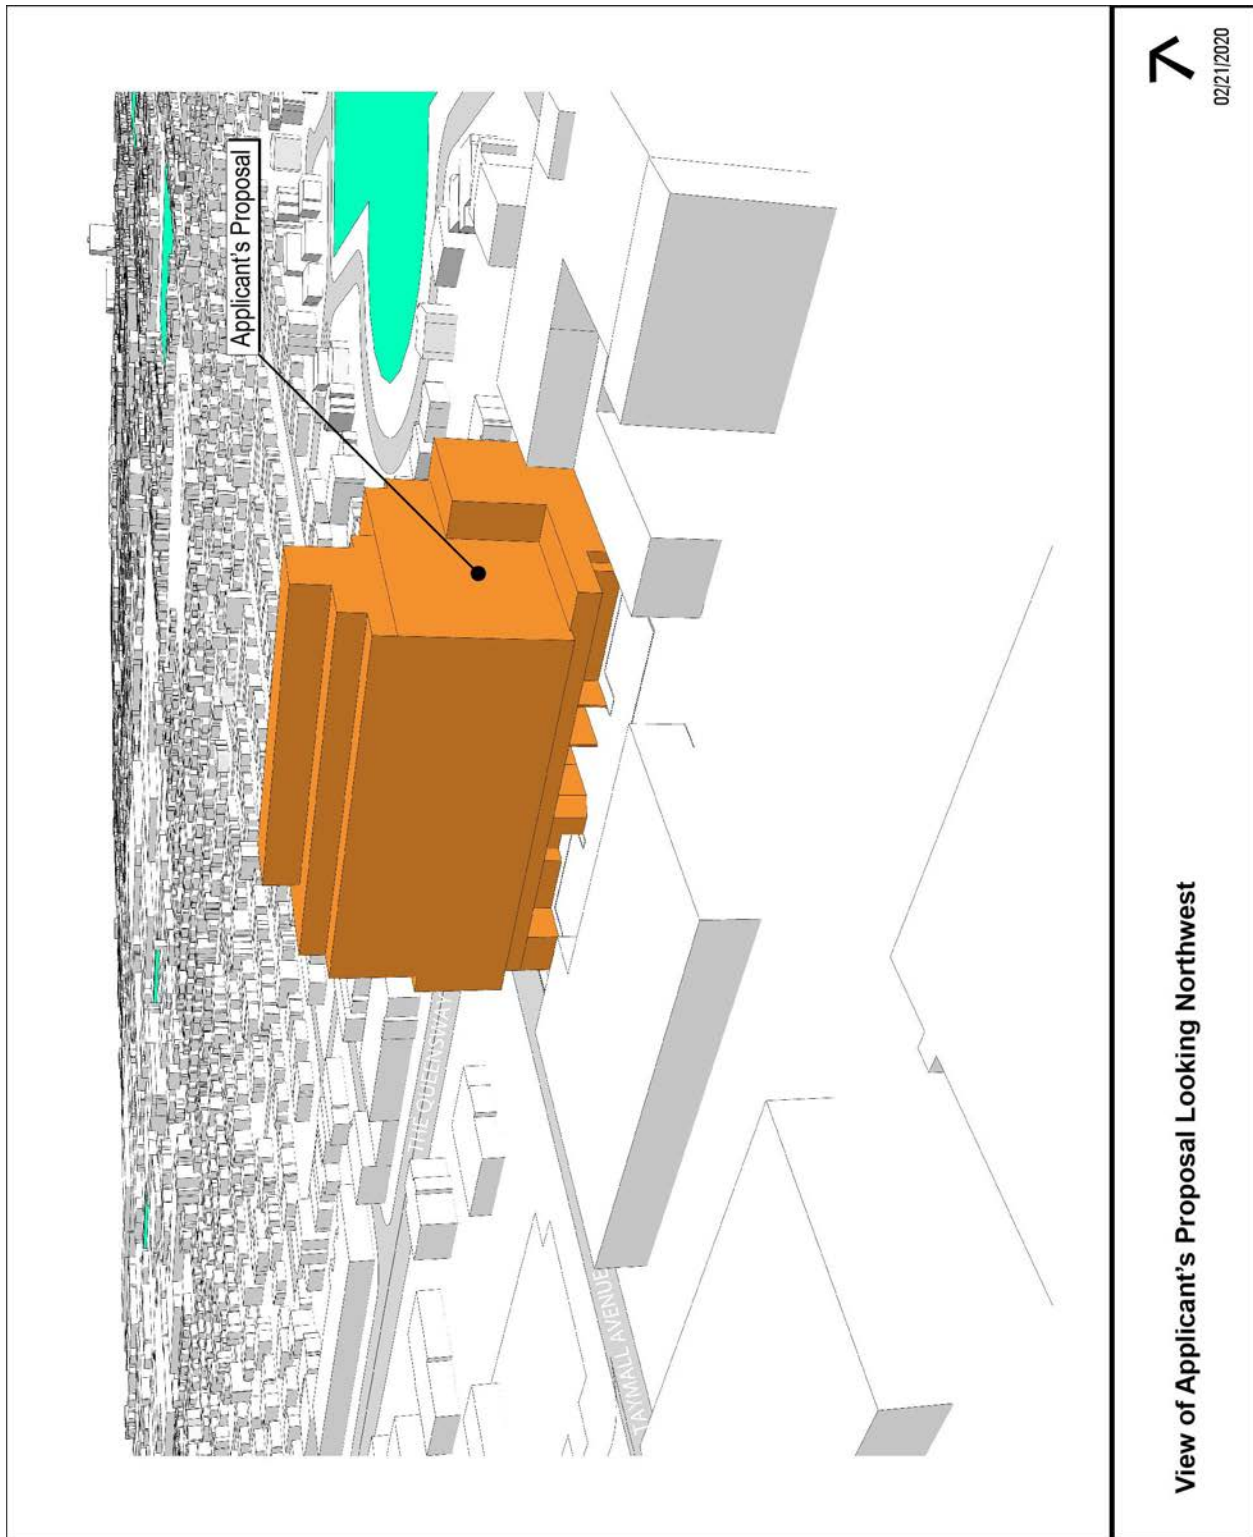 Applicant's Proposal
THE QUEENSWAY
TAYMALL AVENUE
View of Applicant's Proposal Looking Northwest
02/21/2020